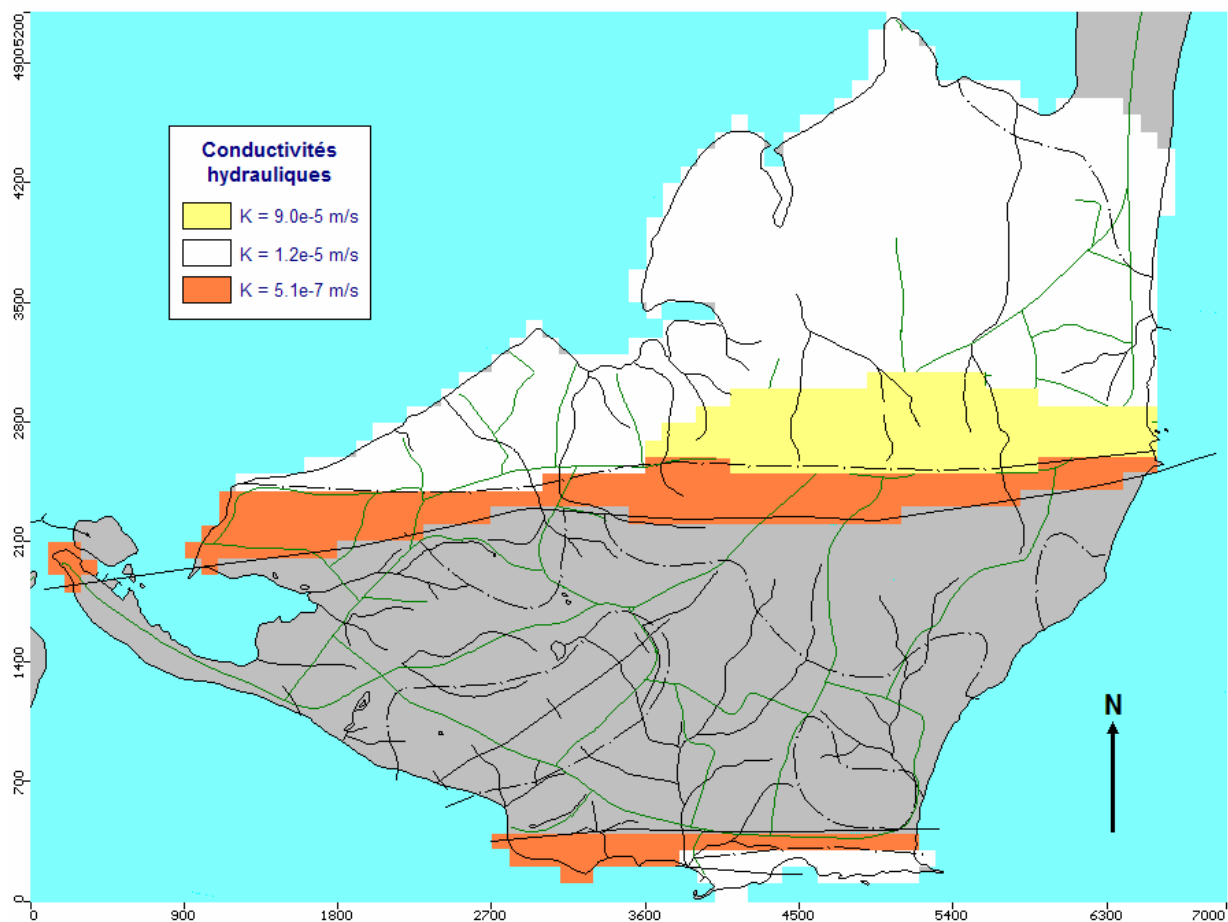 Conductivités
hydrauliques
K = 9.0e-5 m/s
K = 1.2e-5 m/s
K = 5.1e-7 m/s
N
5200
4900
4200
3500
2800
2100
1400
700
0
0 900 1800 2700 3600 4500 5400 6300 7000